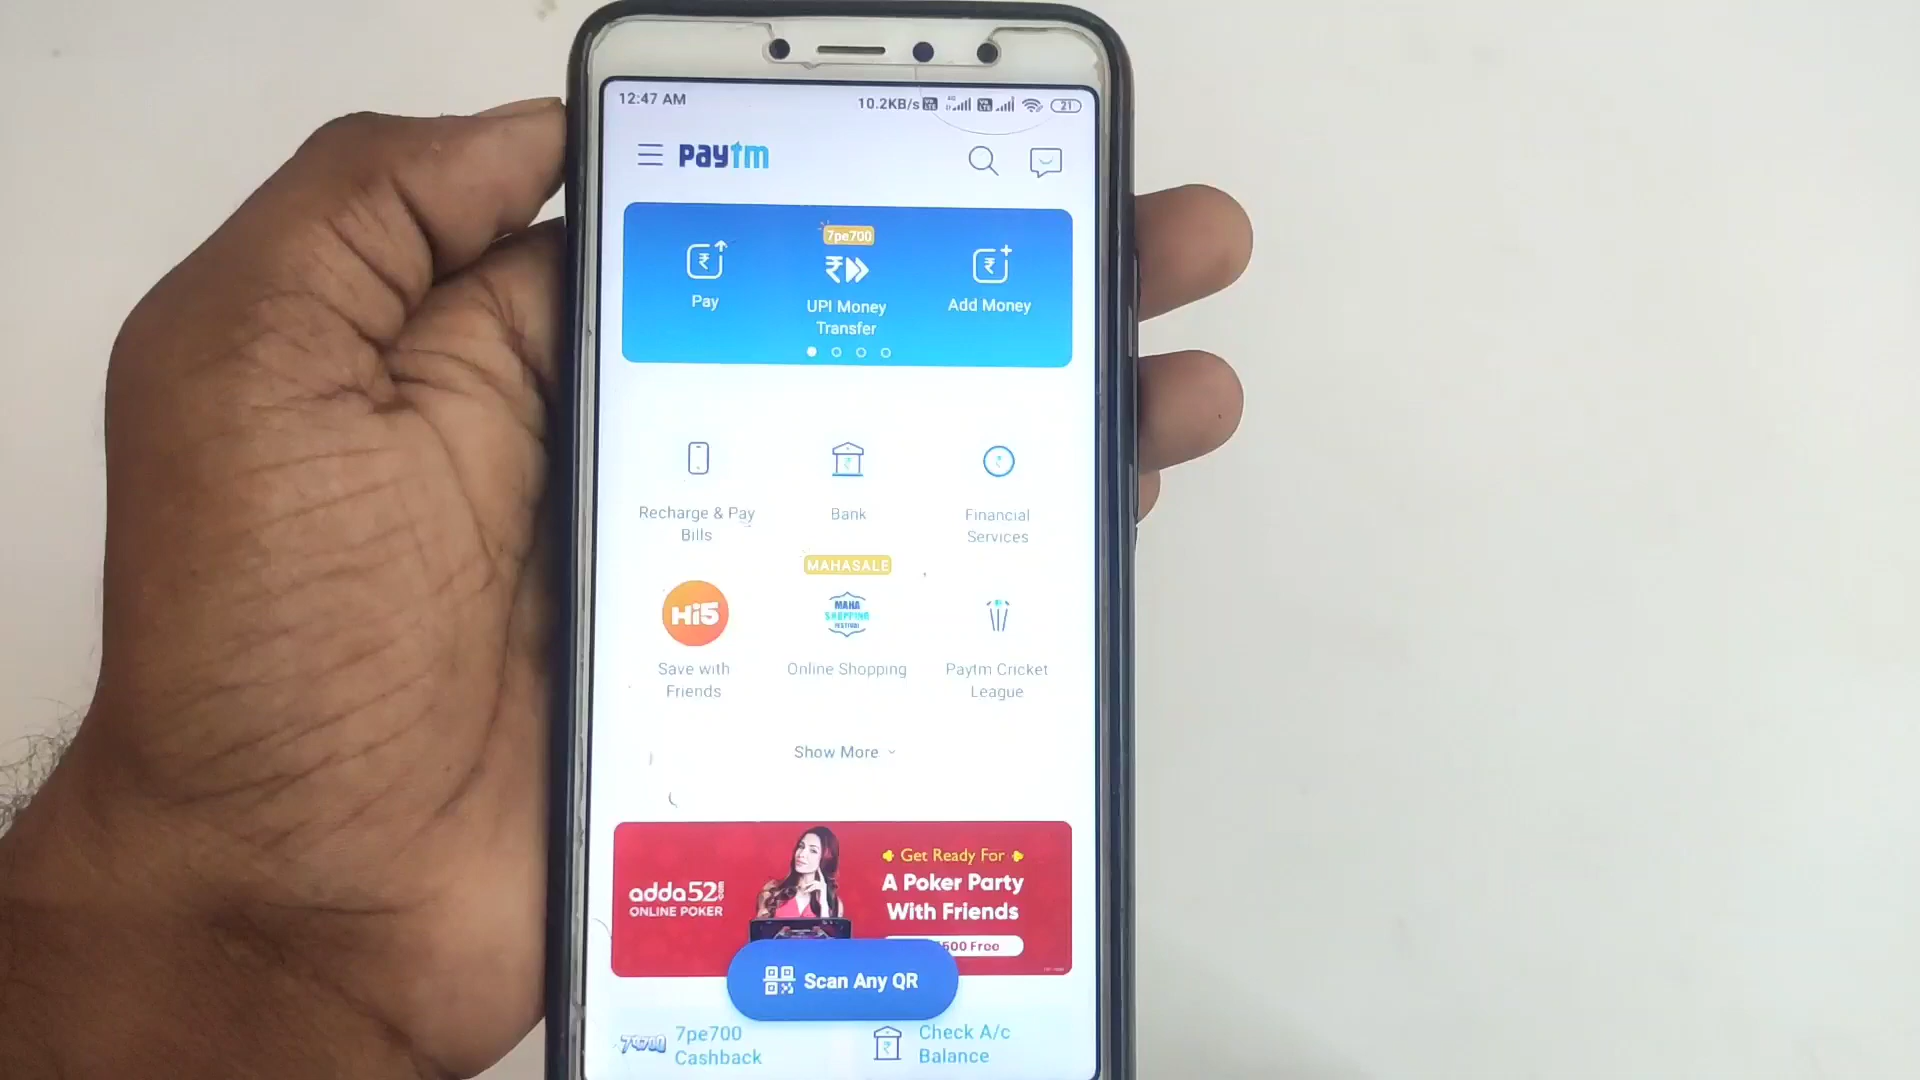 12:47 AM
10.2KB/s
21
paytm
7pe700
Pay
UPI Money
Transfer
Add Money
Recharge & Pay
Bills
Bank
Financial
Services
MAHASALE
Hi5
MAHA
SHOPPING
FESTIVAL
Save with
Friends
Online Shopping
Paytm Cricket
League
Show More
adda52.com
ONLINE POKER
Get Ready For
A Poker Party
With Friends
500 Free
Scan Any QR
7pe700
Cashback
Check A/c
Balance